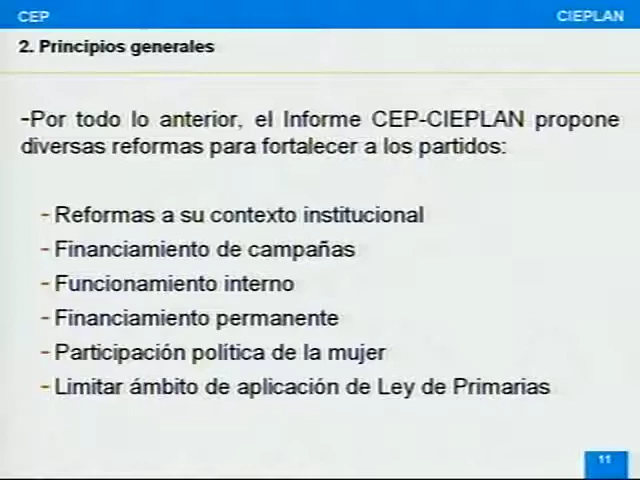 CEP CIEPLAN
2. Principios generales
-Por todo lo anterior, el Informe CEP-CIEPLAN propone
diversas reformas para fortalecer a los partidos:
- Reformas a su contexto institucional
- Financiamiento de campañas
- Funcionamiento interno
- Financiamiento permanente
- Participación política de la mujer
- Limitar ámbito de aplicación de Ley de Primarias
11